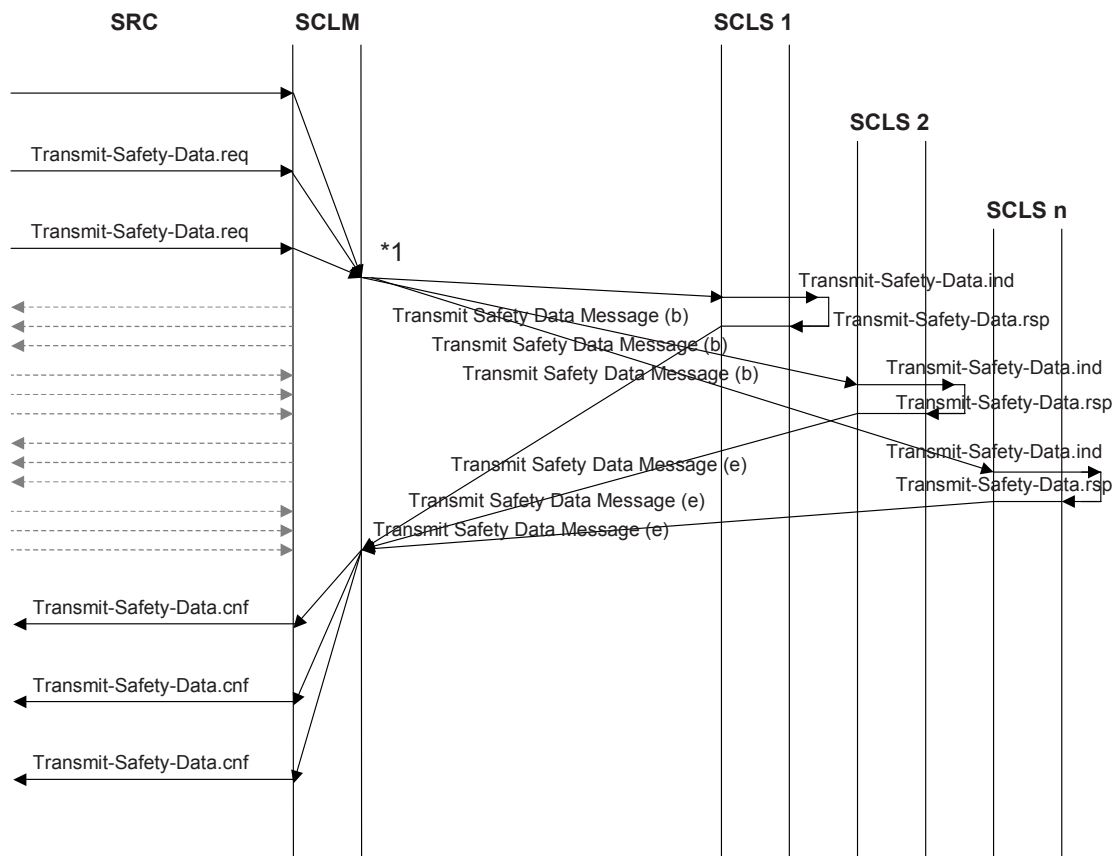 SRC
SCLM
SCLS 1
SCLS 2
Transmit-Safety-Data.req
SCLS n
Transmit-Safety-Data.req
*1
Transmit-Safety-Data.ind
Transmit Safety Data Message (b)
Transmit-Safety-Data.rsp
Transmit Safety Data Message (b)
Transmit Safety Data Message (b)
Transmit-Safety-Data.ind
Transmit-Safety-Data.rsp
Transmit-Safety-Data.ind
Transmit Safety Data Message (e)
Transmit-Safety-Data.rsp
Transmit Safety Data Message (e)
Transmit Safety Data Message (e)
Transmit-Safety-Data.cnf
Transmit-Safety-Data.cnf
Transmit-Safety-Data.cnf